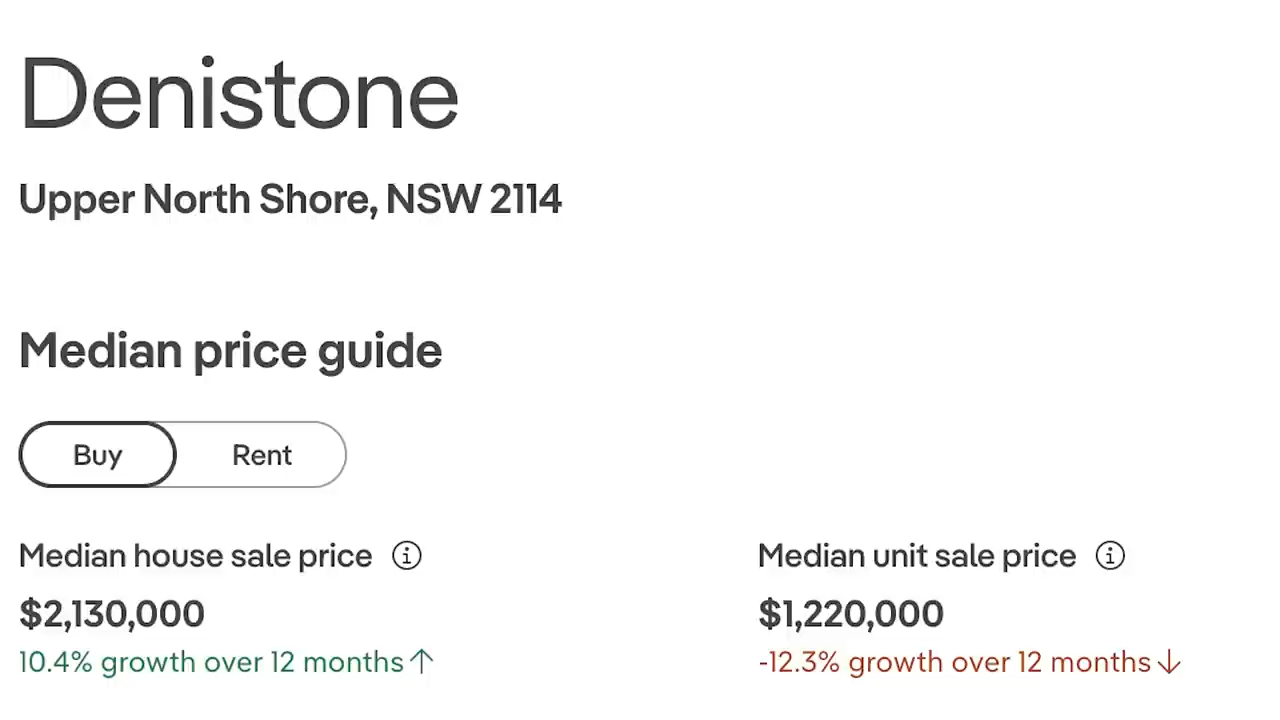 Denistone
Upper North Shore, NSW 2114
Median price guide
Buy Rent
Median house sale price
$2,130,000
10.4% growth over 12 months
Median unit sale price
$1,220,000
-12.3% growth over 12 months